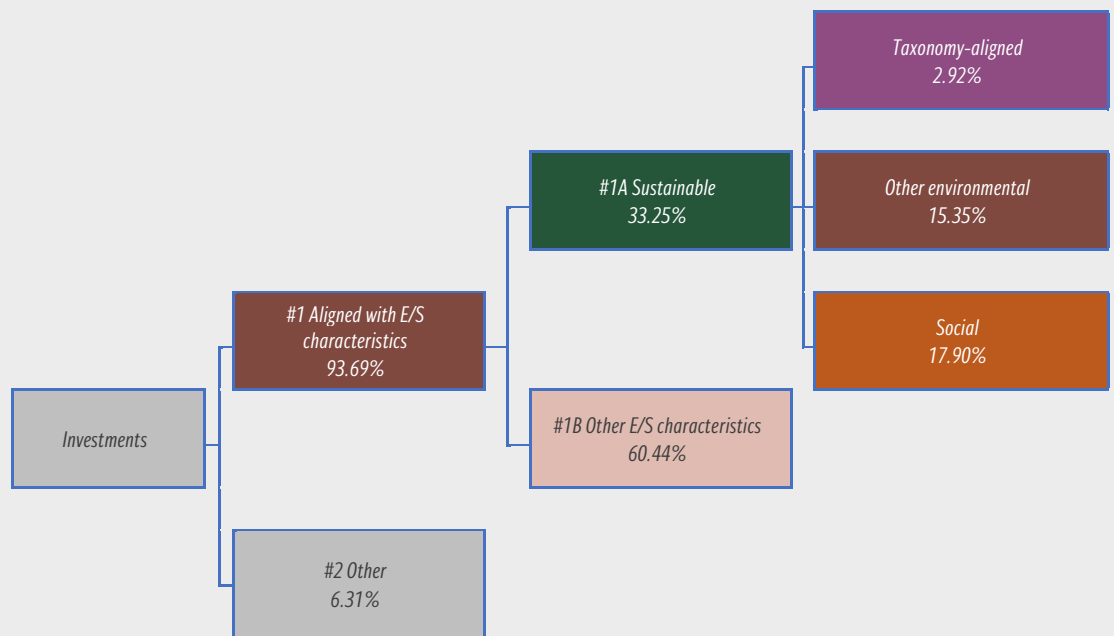 Taxonomy-aligned
2.92%
#1A Sustainable
33.25%
Other environmental
15.35%
#1 Aligned with E/S
characteristics
93.69%
Social
17.90%
Investments
#1B Other E/S characteristics
60.44%
#2 Other
6.31%